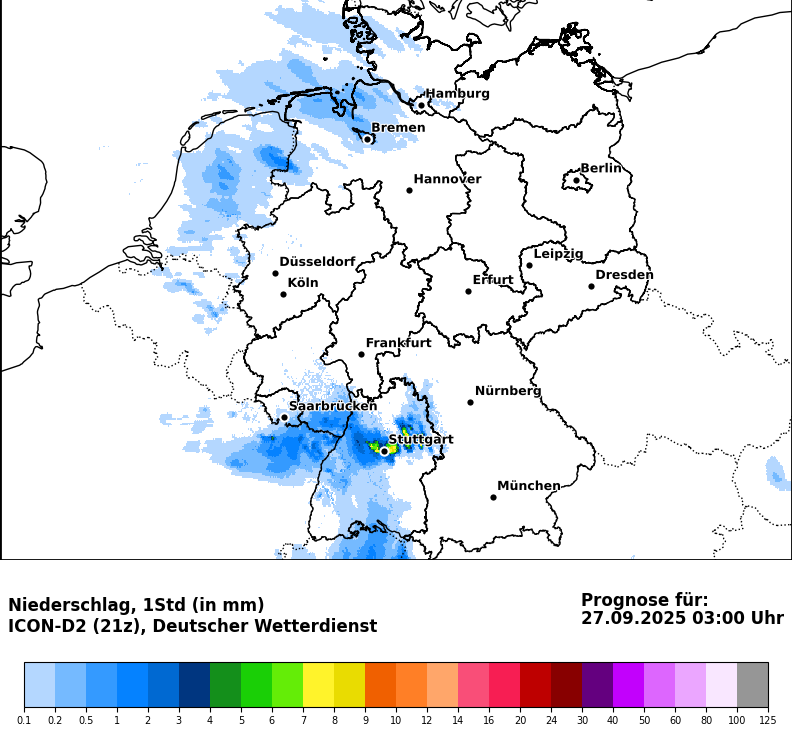 Hamburg
Bremen
Berlin
Hannover
Leipzig
Düsseldorf
Dresden
Köln
Erfurt
Frankfurt
Nürnberg
Saarbrücken
Stuttgart
München
Niederschlag, 1Std (in mm)
ICON-D2 (21z), Deutscher Wetterdienst
Prognose für:
27.09.2025 03:00 Uhr
0.1 0.2 0.5 1 2 3 4 5 6 7 8 9 10 12 14 16 20 24 30 40 50 60 80 100 125